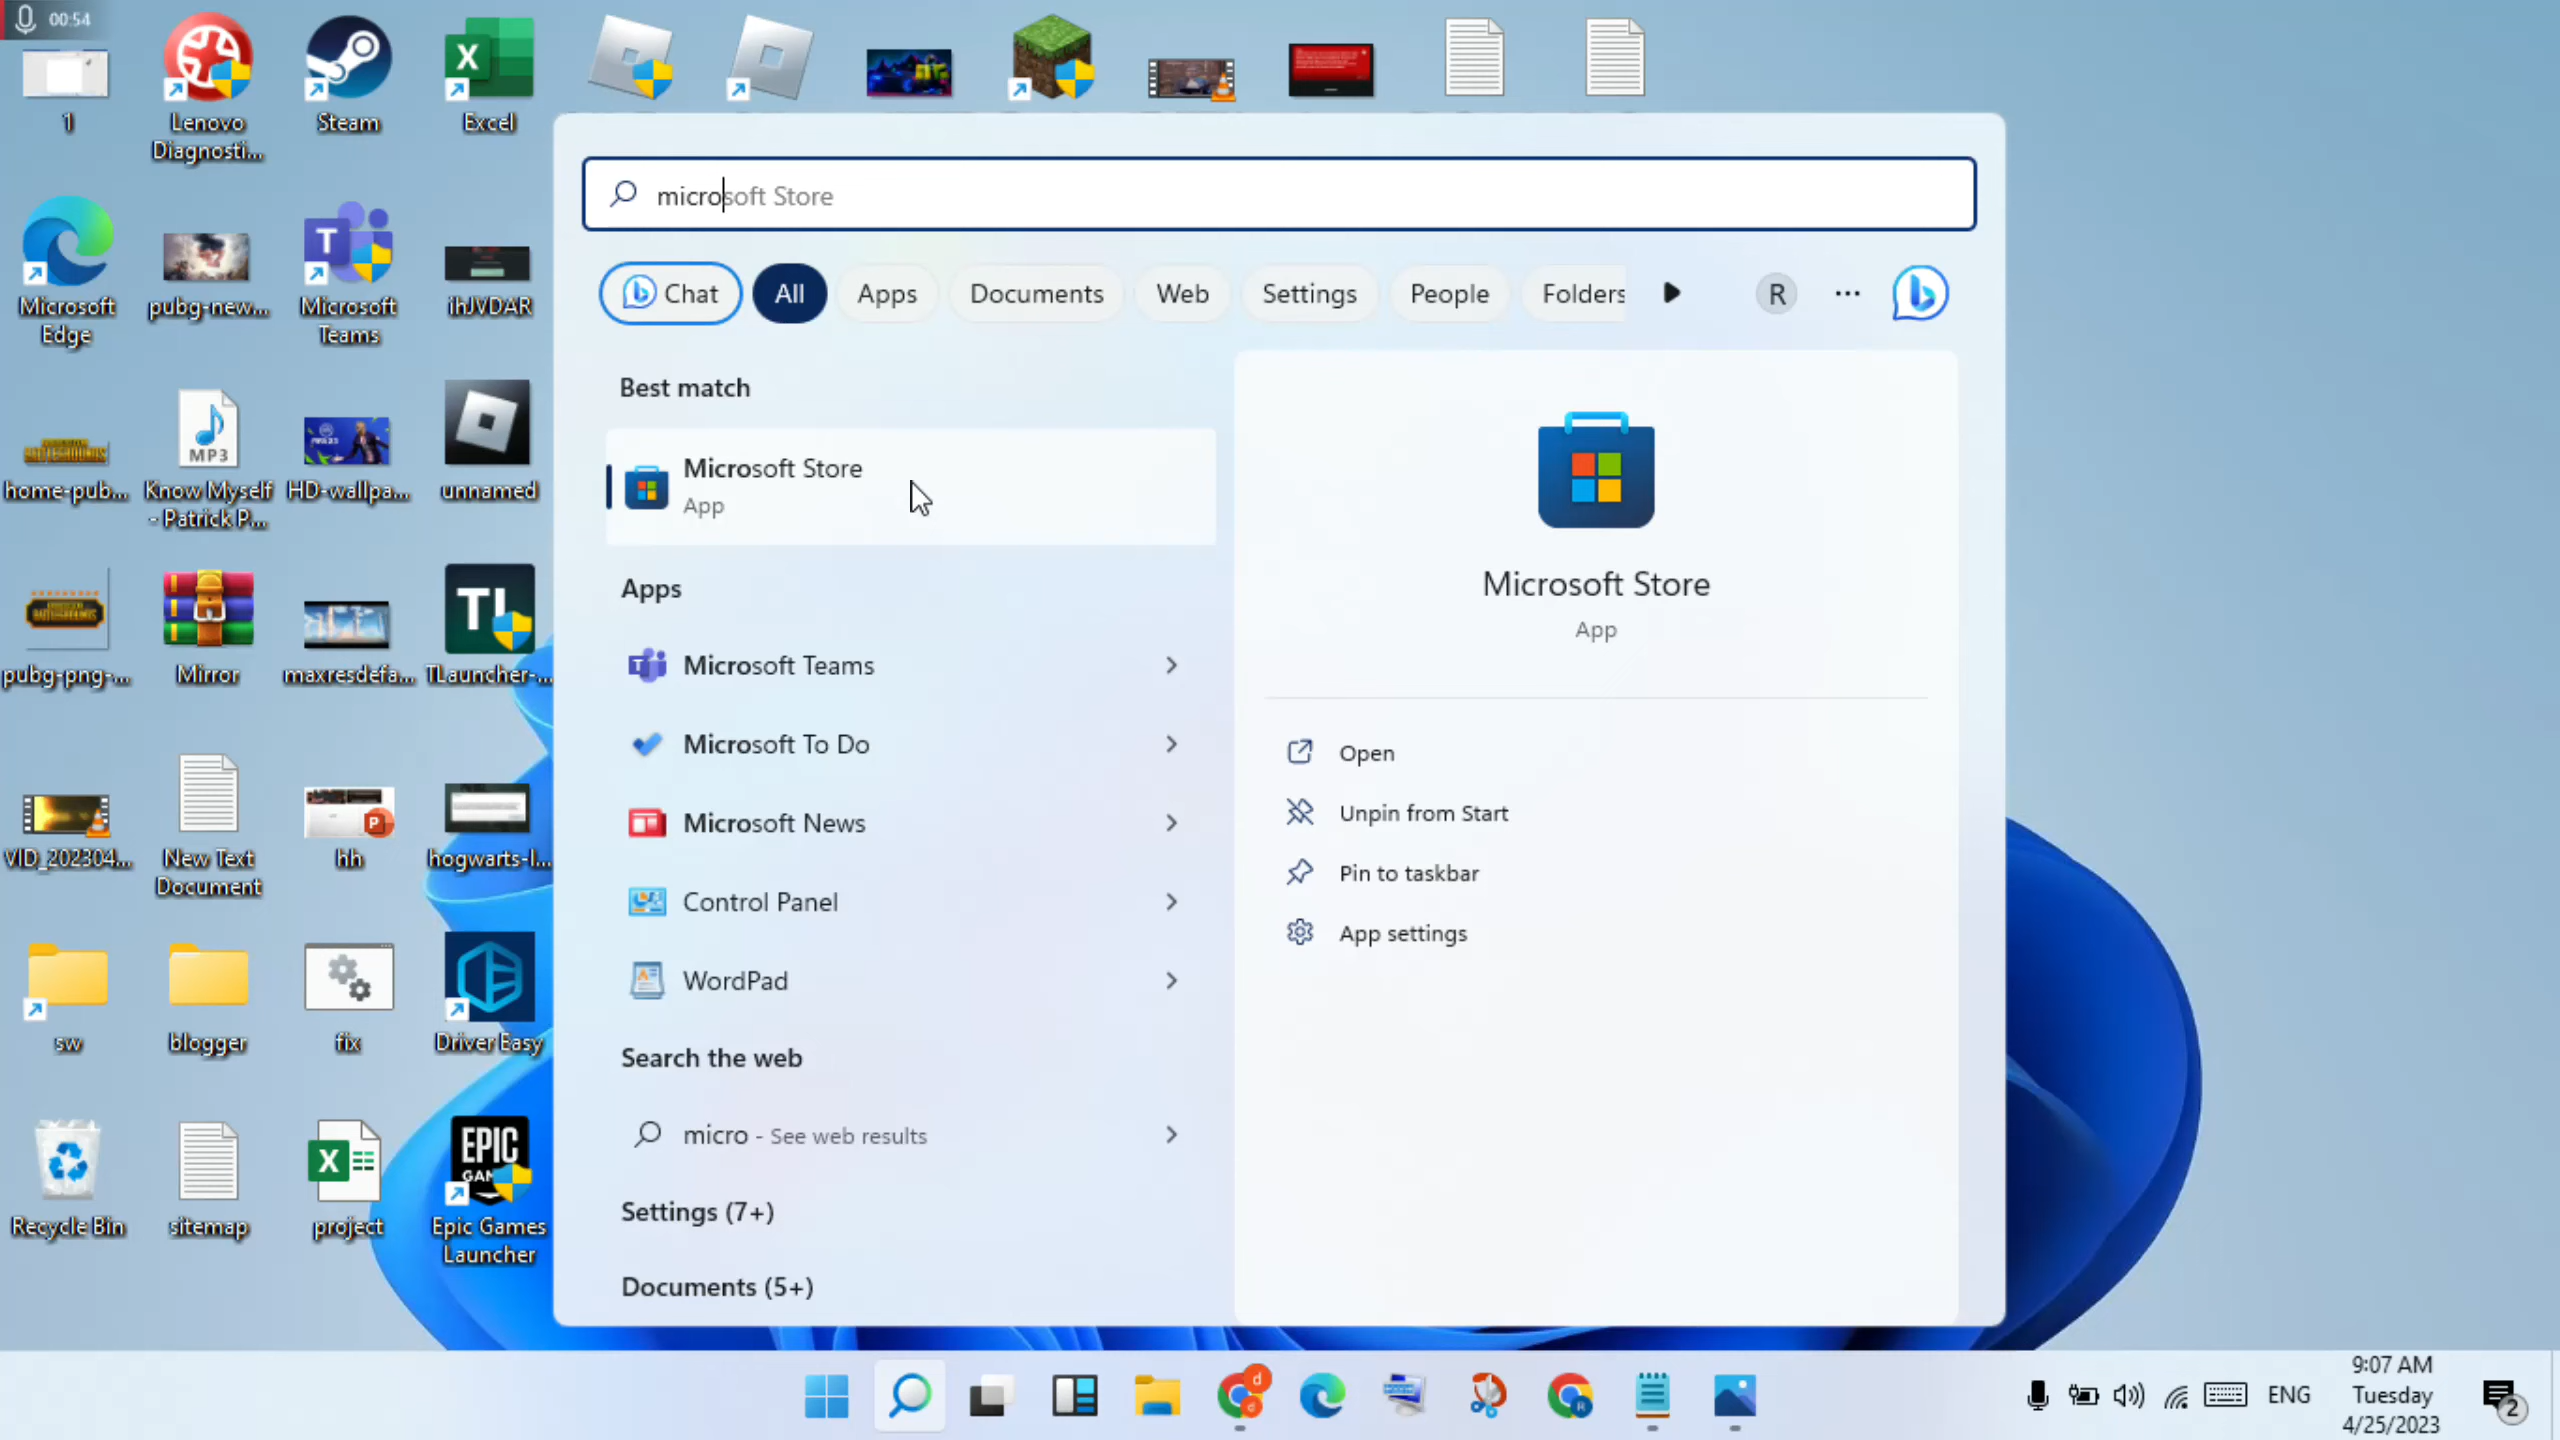 00:54
1
Lenovo
Diagnosti...
Steam
Excel
Microsoft
Edge
pubg-new...
Microsoft
Teams
ihJVDAR
home-pub...
MP3
Know Myself
- Patrick P...
HD-wallpa...
unnamed
pubg-png-...
Mirror
maxresdefa...
TL
TLauncher-...
VID_202304...
New Text
Document
hh
hogwarts-l...
sw
blogger
fix
Driver Easy
Recycle Bin
sitemap
project
EPIC
GAM
Epic Games
Launcher
microsoft Store
Chat
All
Apps
Documents
Web
Settings
People
Folders
R
Best match
Microsoft Store
App
Apps
Microsoft Teams
Microsoft To Do
Microsoft News
Control Panel
WordPad
Search the web
micro - See web results
Settings (7+)
Documents (5+)
Microsoft Store
App
Open
Unpin from Start
Pin to taskbar
App settings
ENG
9:07 AM
Tuesday
4/25/2023
2